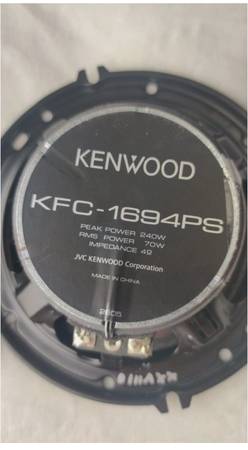 KENWOOD
KFC-1694PS
PEAK POWER 240W
RMS POWER 70W
IMPEDANCE 4Ω
JVC KENWOOD Corporation
MADE IN CHINA